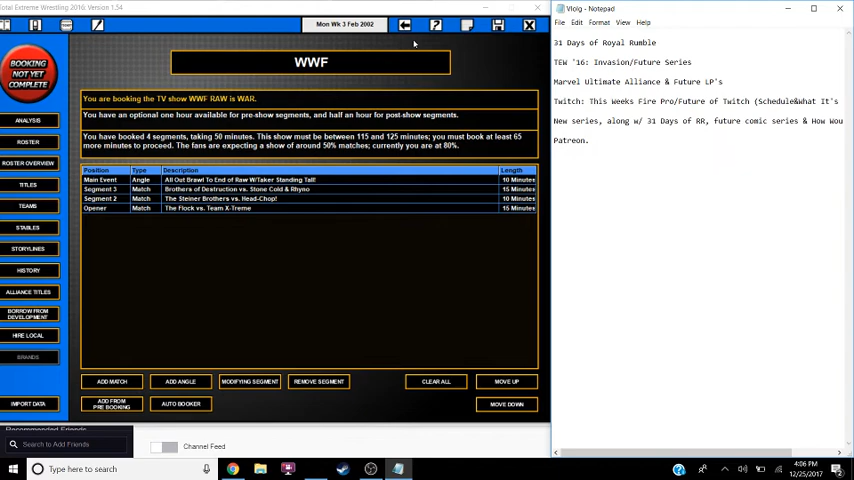 Total Extreme Wrestling 2016: Version 1.54
Mon Wk 3 Feb 2002
BOOKING
NOT YET
COMPLETE
WWF
You are booking the TV show WWF RAW is WAR.
You have an optional one hour available for pre-show segments, and half an hour for post-show segments.
You have booked 4 segments, taking 50 minutes. This show must be between 115 and 125 minutes; you must book at least 65
more minutes to proceed. The fans are expecting a show of around 50% matches; currently you are at 80%.
Position Type Description Length
Main Event Angle All Out Brawl To End of Raw W/Taker Standing Tall! 10 Minutes
Segment 3 Match Brothers of Destruction vs. Stone Cold & Rhyno 15 Minutes
Segment 2 Match The Steiner Brothers vs. Head-Chop! 10 Minutes
Opener Match The Flock vs. Team X-Treme 15 Minutes
ANALYSIS
ROSTER
ROSTER OVERVIEW
TITLES
TEAMS
STABLES
STORYLINES
HISTORY
ALLIANCE TITLES
BORROW FROM
DEVELOPMENT
HIRE LOCAL
BRANDS
IMPORT DATA
ADD MATCH ADD ANGLE MODIFYING SEGMENT REMOVE SEGMENT CLEAR ALL MOVE UP
ADD FROM
PRE BOOKING
AUTO BOOKER MOVE DOWN
Recommended Friends
Search to Add Friends
Channel Feed
Vlolg - Notepad
File Edit Format View Help
31 Days of Royal Rumble
TEW '16: Invasion/Future Series
Marvel Ultimate Alliance & Future LP's
Twitch: This Weeks Fire Pro/Future of Twitch (Schedule&What It's
New series, along w/ 31 Days of RR, future comic series & How Wou
Patreon.
Type here to search
4:06 PM
12/25/2017
2